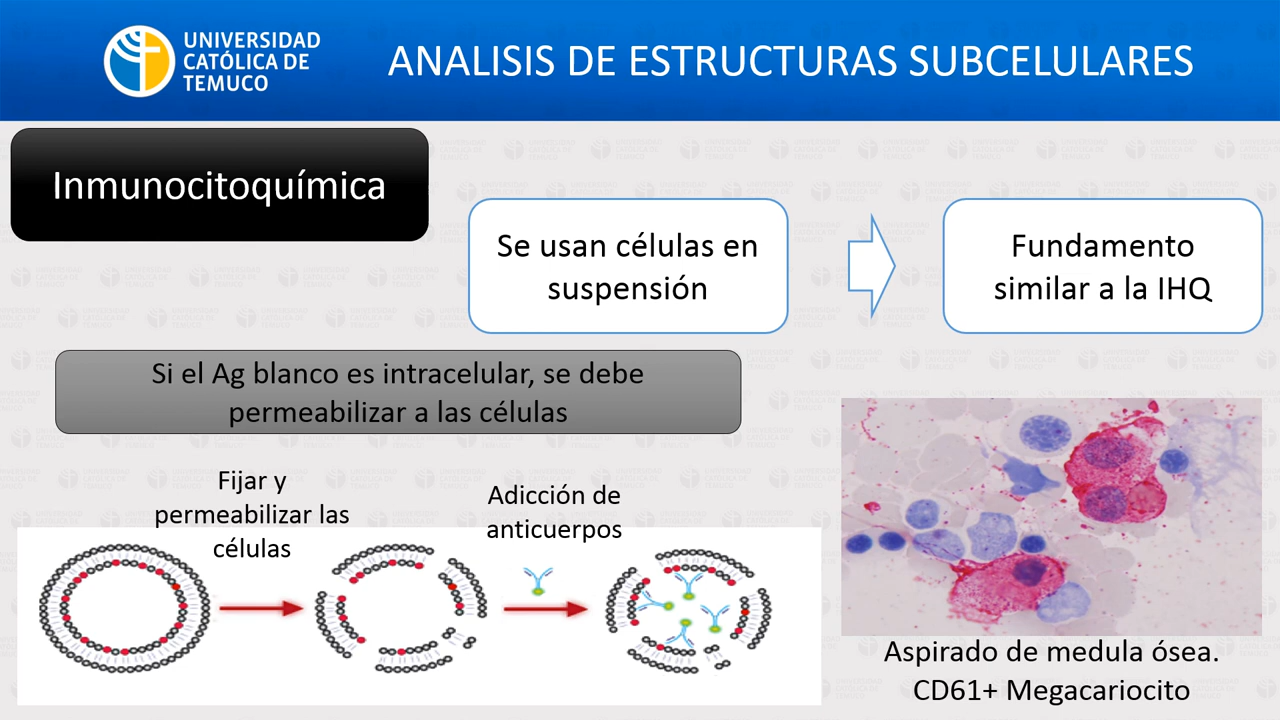 UNIVERSIDAD
CATÓLICA DE
TEMUCO
ANALISIS DE ESTRUCTURAS SUBCELULARES
Inmunocitoquímica
Se usan células en
suspensión
Fundamento
similar a la IHQ
Si el Ag blanco es intracelular, se debe
permeabilizar a las células
Fijar y
permeabilizar las
células
Adicción de
anticuerpos
Aspirado de medula ósea.
CD61+ Megacariocito